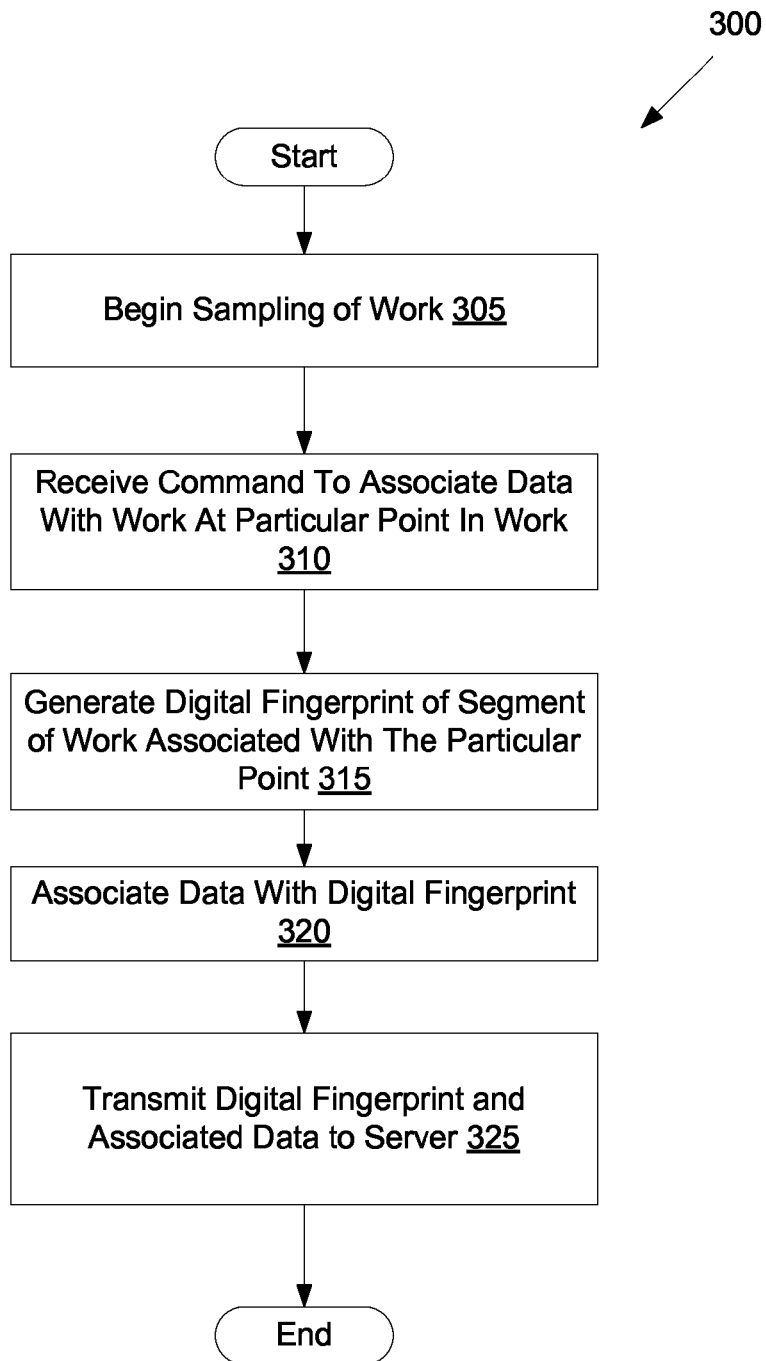 300
Start
Begin Sampling of Work 305
Receive Command To Associate Data
With Work At Particular Point In Work
310
Generate Digital Fingerprint of Segment
of Work Associated With The Particular
Point 315
Associate Data With Digital Fingerprint
320
Transmit Digital Fingerprint and
Associated Data to Server 325
End